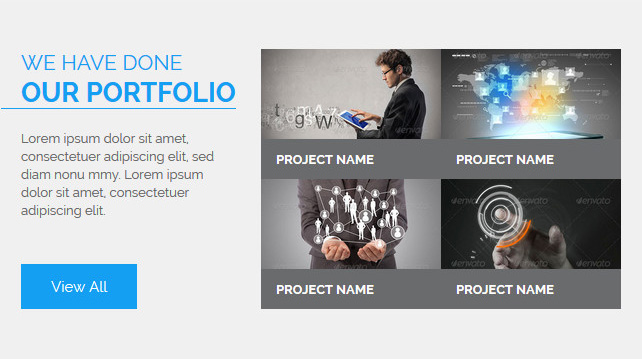 WE HAVE DONE
OUR PORTFOLIO
Lorem ipsum dolor sit amet,
consectetuer adipiscing elit, sed
diam nonu mmy. Lorem ipsum
dolor sit amet, consectetuer
adipiscing elit.
View All
PROJECT NAME
PROJECT NAME
PROJECT NAME
PROJECT NAME